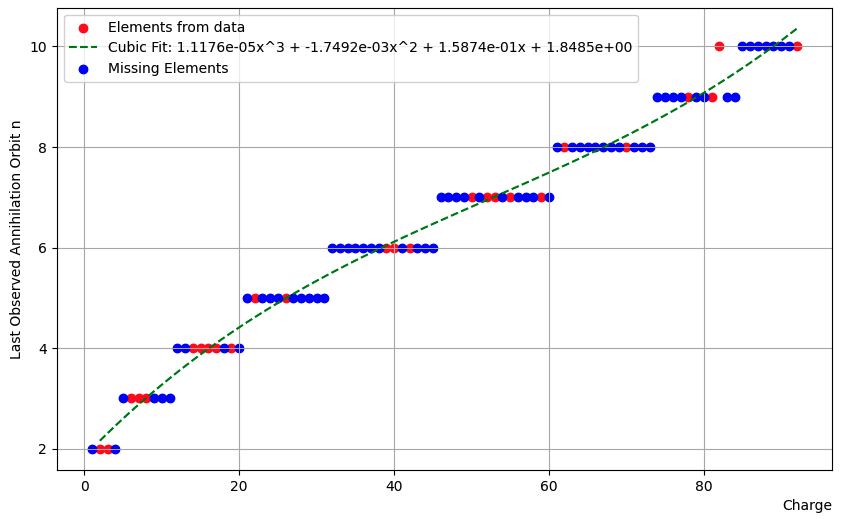 Elements from data
Cubic Fit: 1.1176e-05x^3 + -1.7492e-03x^2 + 1.5874e-01x + 1.8485e+00
Missing Elements
Last Observed Annihilation Orbit n
10
8
6
4
2
0
20
40
60
80
Charge